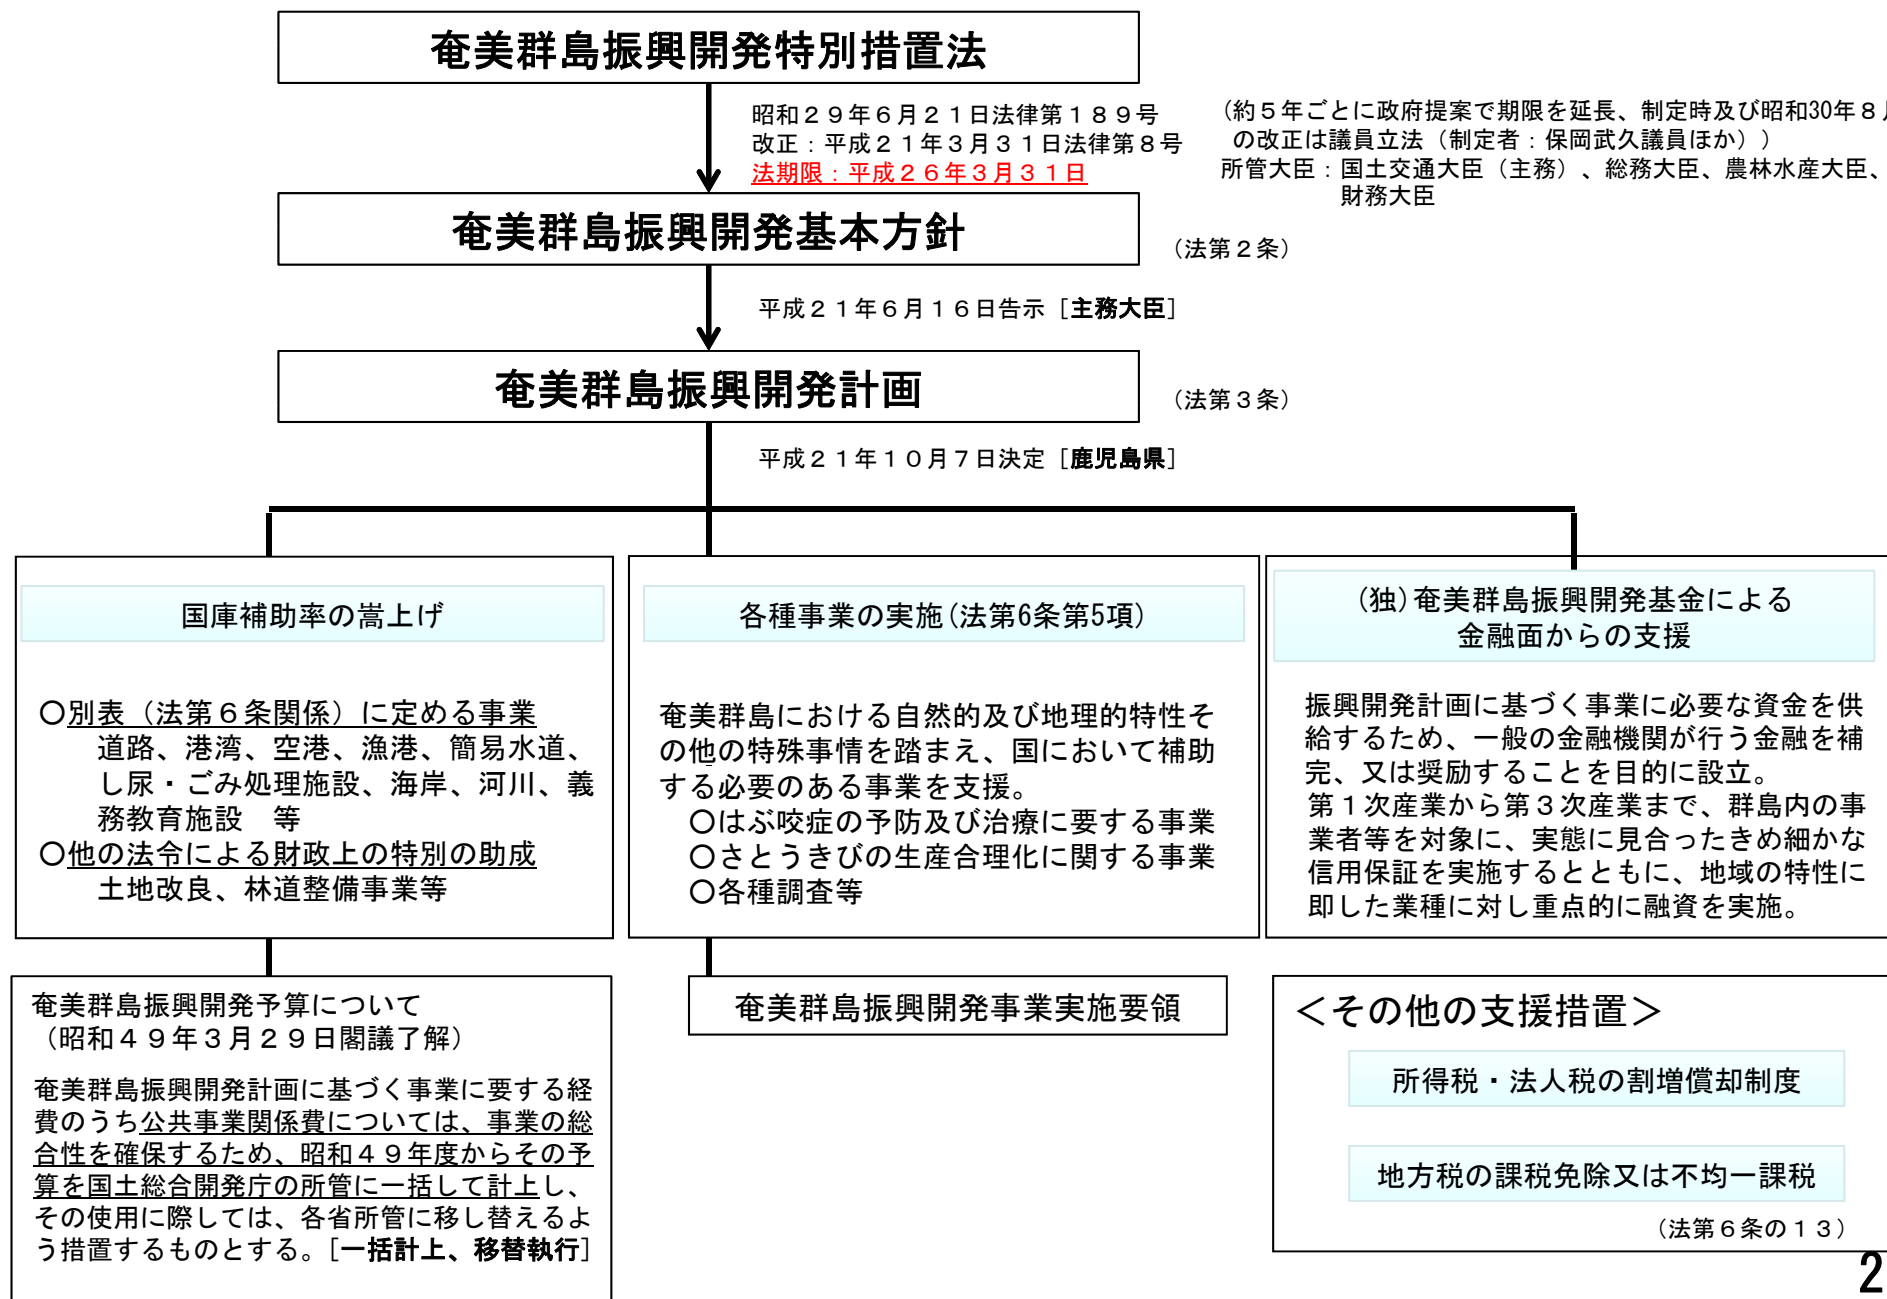 奄美群島振興開発特別措置法
昭和２９年６月２１日法律第１８９号
改正：平成２１年３月３１日法律第８号
法期限：平成２６年３月３１日
（約５年ごとに政府提案で期限を延長、制定時及び昭和30年８月
の改正は議員立法（制定者：保岡武久議員ほか））
所管大臣：国土交通大臣（主務）、総務大臣、農林水産大臣、
財務大臣
奄美群島振興開発基本方針
（法第２条）
平成２１年６月１６日告示［主務大臣］
奄美群島振興開発計画
（法第３条）
平成２１年１０月７日決定［鹿児島県］
国庫補助率の嵩上げ
○別表（法第６条関係）に定める事業
道路、港湾、空港、漁港、簡易水道、
し尿・ごみ処理施設、海岸、河川、義
務教育施設　等
○他の法令による財政上の特別の助成
土地改良、林道整備事業等
各種事業の実施(法第6条第5項)
奄美群島における自然的及び地理的特性そ
の他の特殊事情を踏まえ、国において補助
する必要のある事業を支援。
○はぶ咬症の予防及び治療に要する事業
○さとうきびの生産合理化に関する事業
○各種調査等
(独)奄美群島振興開発基金による
金融面からの支援
振興開発計画に基づく事業に必要な資金を供
給するため、一般の金融機関が行う金融を補
完、又は奨励することを目的に設立。
第１次産業から第３次産業まで、群島内の事
業者等を対象に、実態に見合ったきめ細かな
信用保証を実施するとともに、地域の特性に
即した業種に対し重点的に融資を実施。
奄美群島振興開発予算について
（昭和４９年３月２９日閣議了解）
奄美群島振興開発計画に基づく事業に要する経
費のうち公共事業関係費については、事業の総
合性を確保するため、昭和４９年度からその予
算を国土総合開発庁の所管に一括して計上し、
その使用に際しては、各省所管に移し替えるよ
う措置するものとする。［一括計上、移替執行］
奄美群島振興開発事業実施要領
＜その他の支援措置＞
所得税・法人税の割増償却制度
地方税の課税免除又は不均一課税
（法第６条の１３）
2